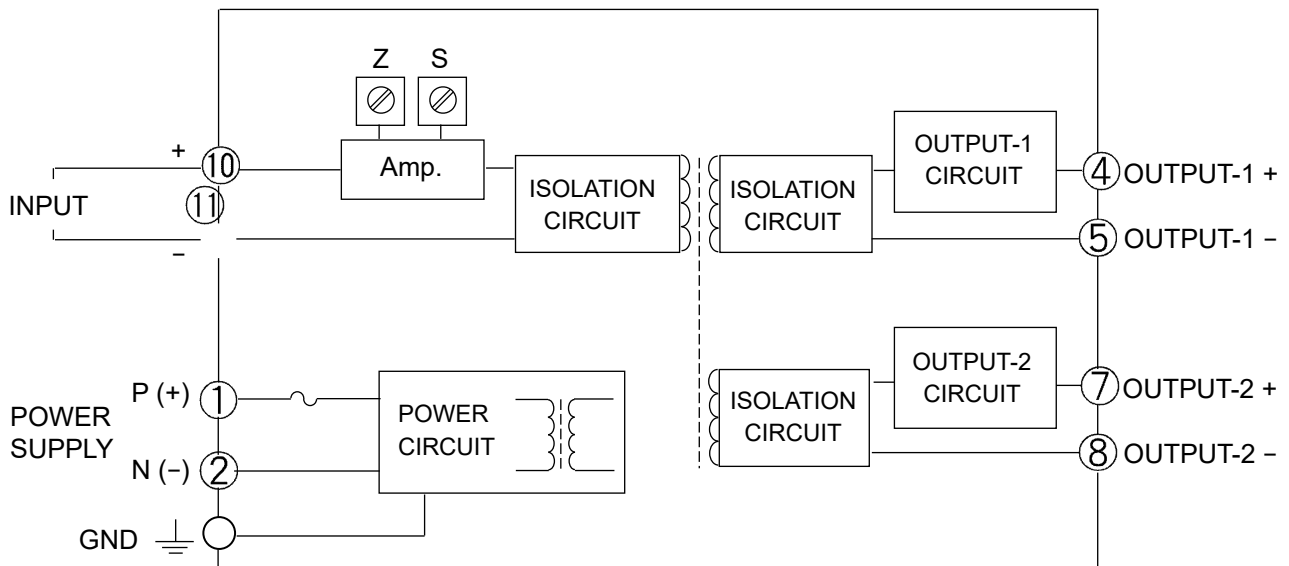 Z S
+ 10 Amp. ISOLATION CIRCUIT ISOLATION CIRCUIT OUTPUT-1 CIRCUIT 4 OUTPUT-1 +
11
INPUT
− 5 OUTPUT-1 −
P (+) 1 POWER CIRCUIT ISOLATION CIRCUIT OUTPUT-2 CIRCUIT 7 OUTPUT-2 +
POWER SUPPLY
N (−) 2 8 OUTPUT-2 −
GND